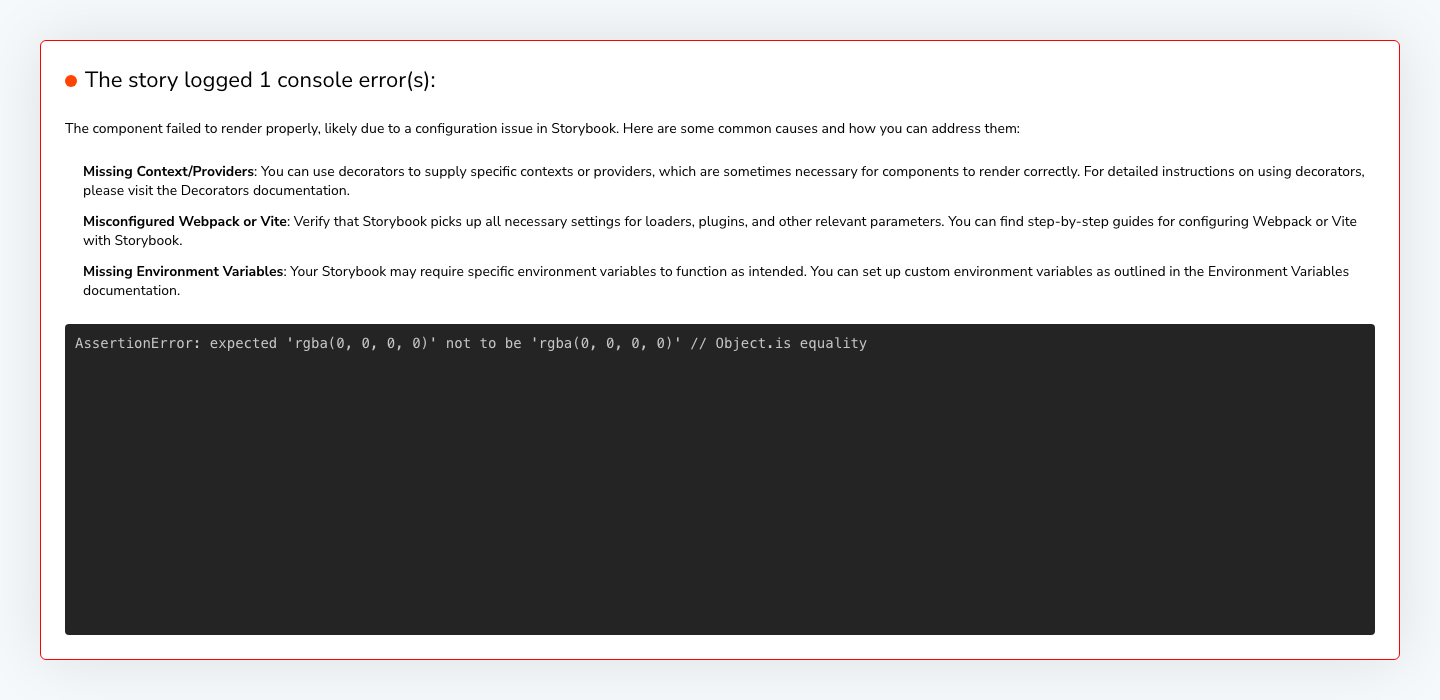 The story logged 1 console error(s):
The component failed to render properly, likely due to a configuration issue in Storybook. Here are some common causes and how you can address them:
Missing Context/Providers: You can use decorators to supply specific contexts or providers, which are sometimes necessary for components to render correctly. For detailed instructions on using decorators,
please visit the Decorators documentation.
Misconfigured Webpack or Vite: Verify that Storybook picks up all necessary settings for loaders, plugins, and other relevant parameters. You can find step-by-step guides for configuring Webpack or Vite
with Storybook.
Missing Environment Variables: Your Storybook may require specific environment variables to function as intended. You can set up custom environment variables as outlined in the Environment Variables
documentation.
AssertionError: expected 'rgba(0, 0, 0, 0)' not to be 'rgba(0, 0, 0, 0)' // Object.is equality